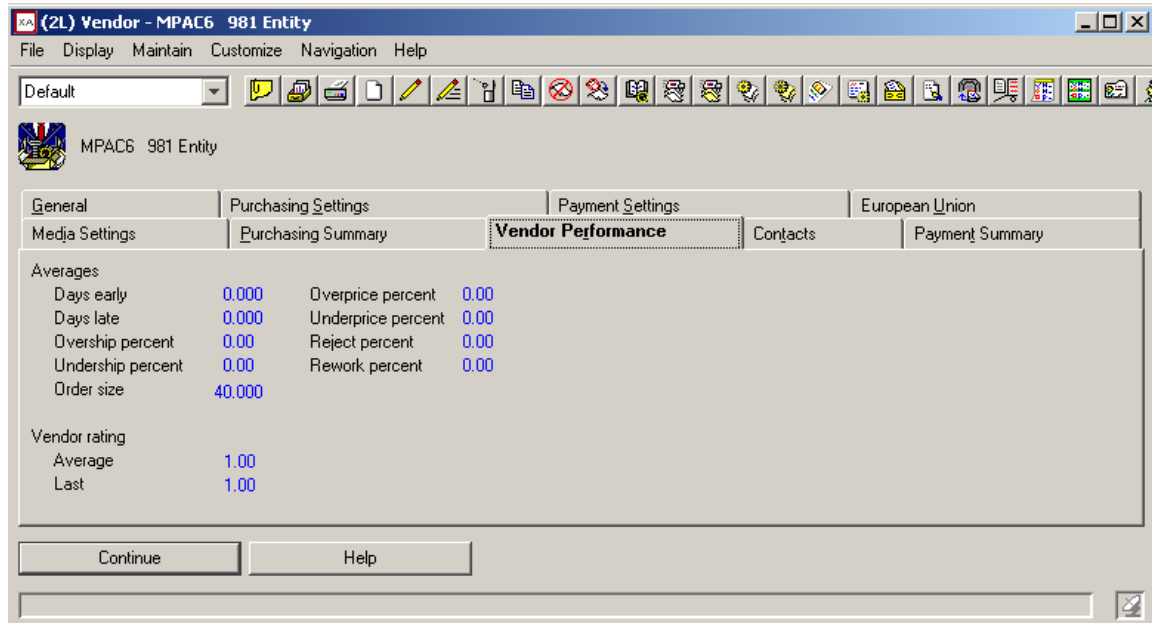 XA (2L) Vendor - MPAC6 981 Entity
File Display Maintain Customize Navigation Help
Default
MPAC6 981 Entity
General Purchasing Settings Payment Settings European Union
Media Settings Purchasing Summary Vendor Performance Contacts Payment Summary
Averages
Days early 0.000 Overprice percent 0.00
Days late 0.000 Underprice percent 0.00
Overship percent 0.00 Reject percent 0.00
Undership percent 0.00 Rework percent 0.00
Order size 40.000
Vendor rating
Average 1.00
Last 1.00
Continue Help